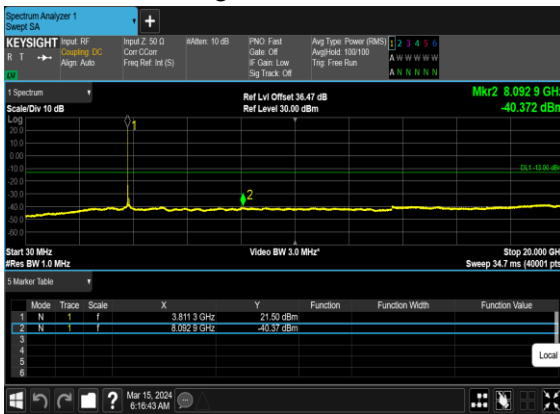 Spectrum Analyzer 1
Swept SA
+
KEYSIGHT Input: RF Input Z: 50 Ω #Atten: 10 dB PNO: Fast Avg Type: Power (RMS) 1 2 3 4 5 6
R T Coupling: DC Corr CCorr Gate: Off Avg|Hold: 100/100 A W W W W W
Align: Auto Freq Ref: Int (S) IF Gain: Low Trig: Free Run
Sig Track: Off A N N N N N
1 Spectrum Ref Lvl Offset 36.47 dB Mkr2 8.092 9 GHz
Scale/Div 10 dB Ref Level 30.00 dBm -40.372 dBm
Log
20.0 1
10.0
0.00
-10.0 DL1 -13.00 dBm
-20.0
-30.0
-40.0 2
-50.0
-60.0
Start 30 MHz Video BW 3.0 MHz* Stop 20.000 GH
#Res BW 1.0 MHz Sweep 34.7 ms (40001 pts
5 Marker Table
Mode Trace Scale X Y Function Function Width Function Value
1 N 1 f 3.811 3 GHz 21.50 dBm
2 N 1 f 8.092 9 GHz -40.37 dBm
3
4
5
6
Local
? Mar 15, 2024
6:16:43 AM